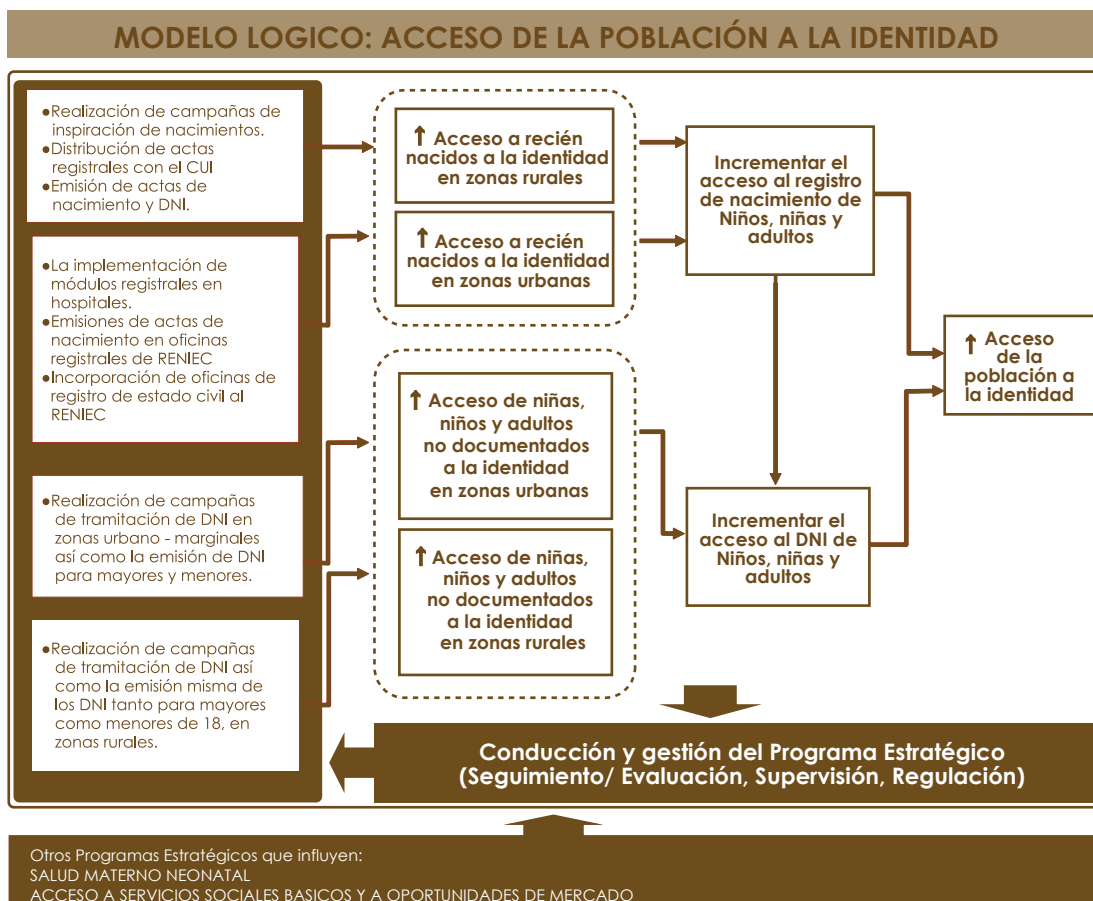 MODELO LOGICO: ACCESO DE LA POBLACIÓN A LA IDENTIDAD
●Realización de campañas de
inspiración de nacimientos.
●Distribución de actas
registrales con el CUI
●Emisión de actas de
nacimiento y DNI.
●La implementación de
módulos registrales en
hospitales.
●Emisiones de actas de
nacimiento en oficinas
registrales de RENIEC
●Incorporación de oficinas de
registro de estado civil al
RENIEC
●Realización de campañas
de tramitación de DNI en
zonas urbano - marginales
así como la emisión de DNI
para mayores y menores.
●Realización de campañas
de tramitación de DNI así
como la emisión misma de
los DNI tanto para mayores
como menores de 18, en
zonas rurales.
↑ Acceso a recién
nacidos a la identidad
en zonas rurales
↑ Acceso a recién
nacidos a la identidad
en zonas urbanas
↑ Acceso de niñas,
niños y adultos
no documentados
a la identidad
en zonas urbanas
↑ Acceso de niñas,
niños y adultos
no documentados
a la identidad
en zonas rurales
Incrementar el
acceso al registro
de nacimiento de
Niños, niñas y
adultos
Incrementar el
acceso al DNI de
Niños, niñas y
adultos
↑ Acceso
de la
población a
la identidad
Conducción y gestión del Programa Estratégico
(Seguimiento/ Evaluación, Supervisión, Regulación)
Otros Programas Estratégicos que influyen:
SALUD MATERNO NEONATAL
ACCESO A SERVICIOS SOCIALES BASICOS Y A OPORTUNIDADES DE MERCADO